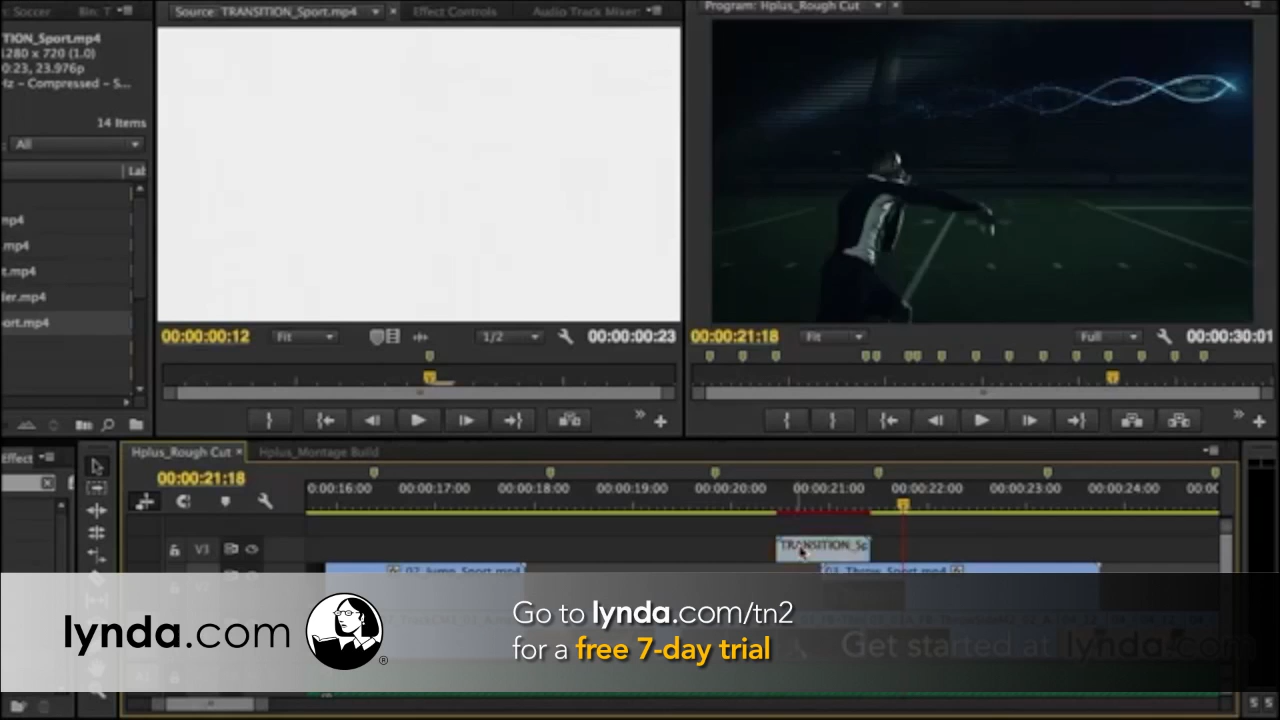 Soccer
Bin: T
Source: TRANSITION_Sport.mp4
Effect Controls
Audio Track Mixer:
Program: Hplus_Rough Cut
TION_Sport.mp4
1280 x 720 (1.0)
0:23, 23.976p
Hz - Compressed - S...
14 Items
All
Lal
mp4
.mp4
t.mp4
ler.mp4
ort.mp4
00:00:00:12
Fit
1/2
00:00:00:23
00:00:21:18
Fit
Full
00:00:30:01
Effect
Hplus_Rough Cut
Hplus_Montage Build
00:00:21:18
0:00:16:00
00:00:17:00
00:00:18:00
00:00:19:00
00:00:20:00
00:00:21:00
00:00:22:00
00:00:23:00
00:00:24:00
00:00
V3
TRANSITION_Sp
02_Jump_Sport.mp4
03_Throw_Sport.mp4
lynda.com
®
Go to lynda.com/tn2
for a free 7-day trial
Get started at lynda.com
S S